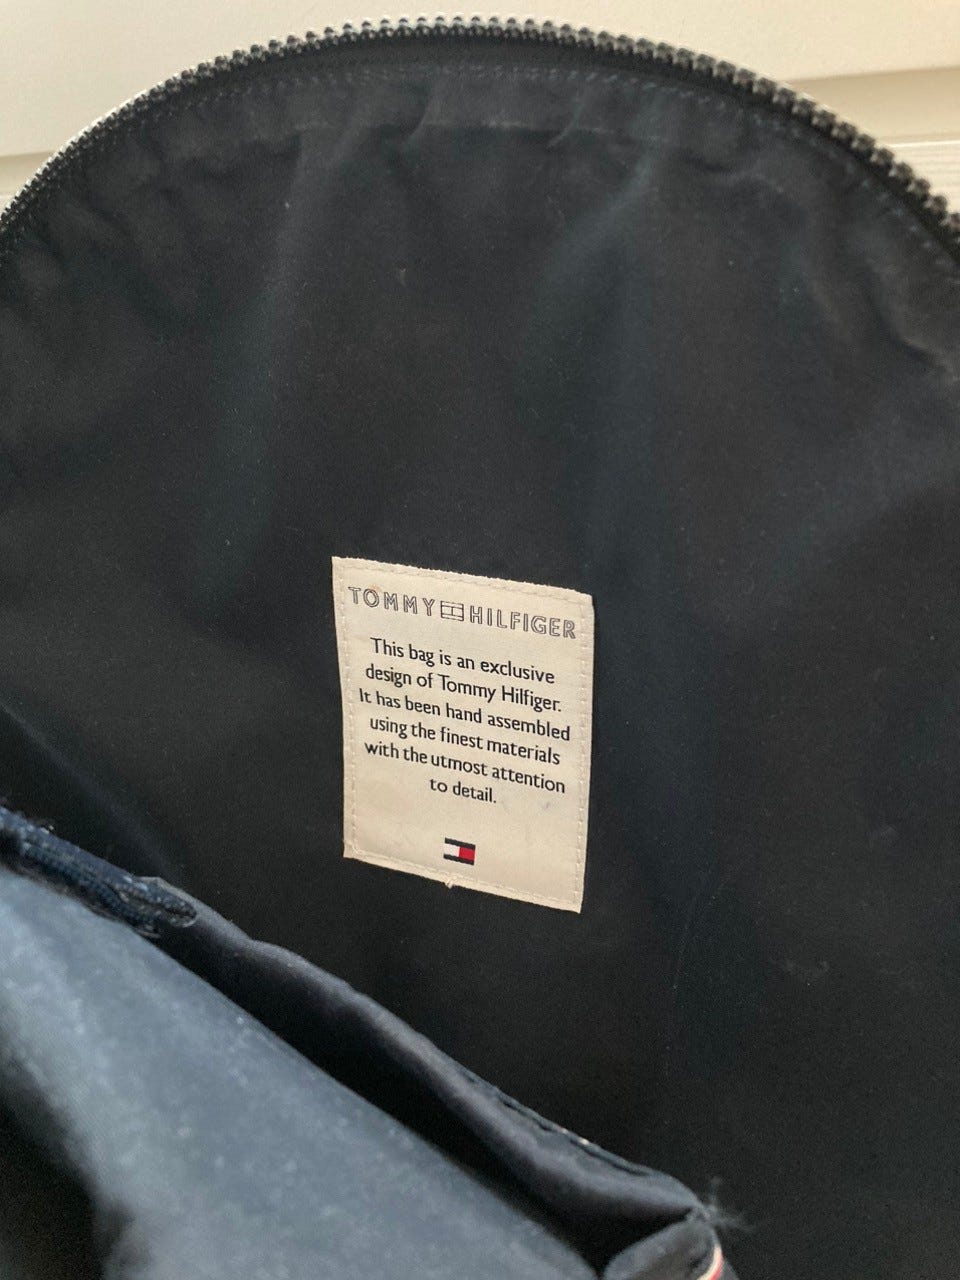 TOMMY HILFIGER
This bag is an exclusive
design of Tommy Hilfiger.
It has been hand assembled
using the finest materials
with the utmost attention
to detail.